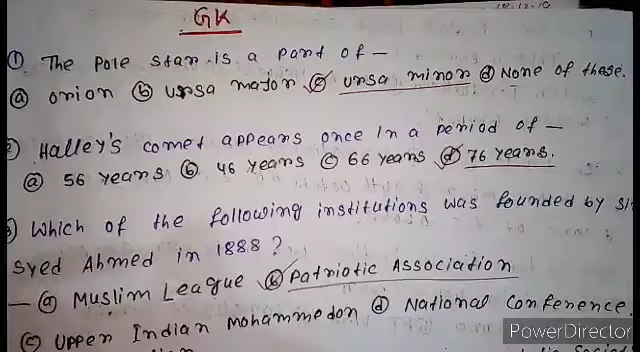 GK
① The Pole star is a part of —
ⓐ orion ⓑ Ursa major ⓒ ursa minor ⓓ None of these.
Halley's comet appears once in a period of —
ⓐ 56 years ⓑ 46 years ⓒ 66 years ⓓ 76 years.
Which of the following institutions was founded by
Syed Ahmed in 1888?
— ⓐ Muslim League ⓑ Patriotic Association
ⓒ Upper Indian Mohammedon ⓓ National Conference.
PowerDirector